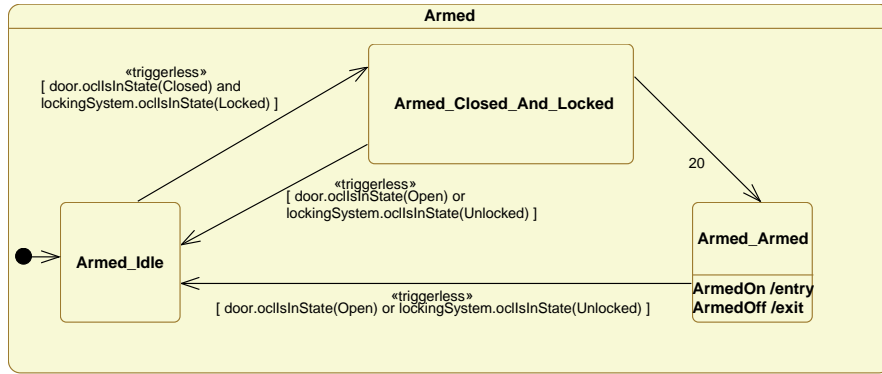 Armed
«triggerless»
[ door.oclIsInState(Closed) and
lockingSystem.oclIsInState(Locked) ]
Armed_Closed_And_Locked
20
«triggerless»
[ door.oclIsInState(Open) or
lockingSystem.oclIsInState(Unlocked) ]
Armed_Idle
Armed_Armed
ArmedOn /entry
ArmedOff /exit
«triggerless»
[ door.oclIsInState(Open) or lockingSystem.oclIsInState(Unlocked) ]